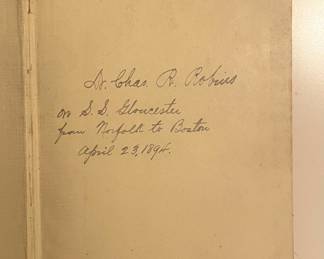 Dr. Chas. R. Robins
on S.S. Gloucester
from Norfolk to Boston
April 23, 1894.